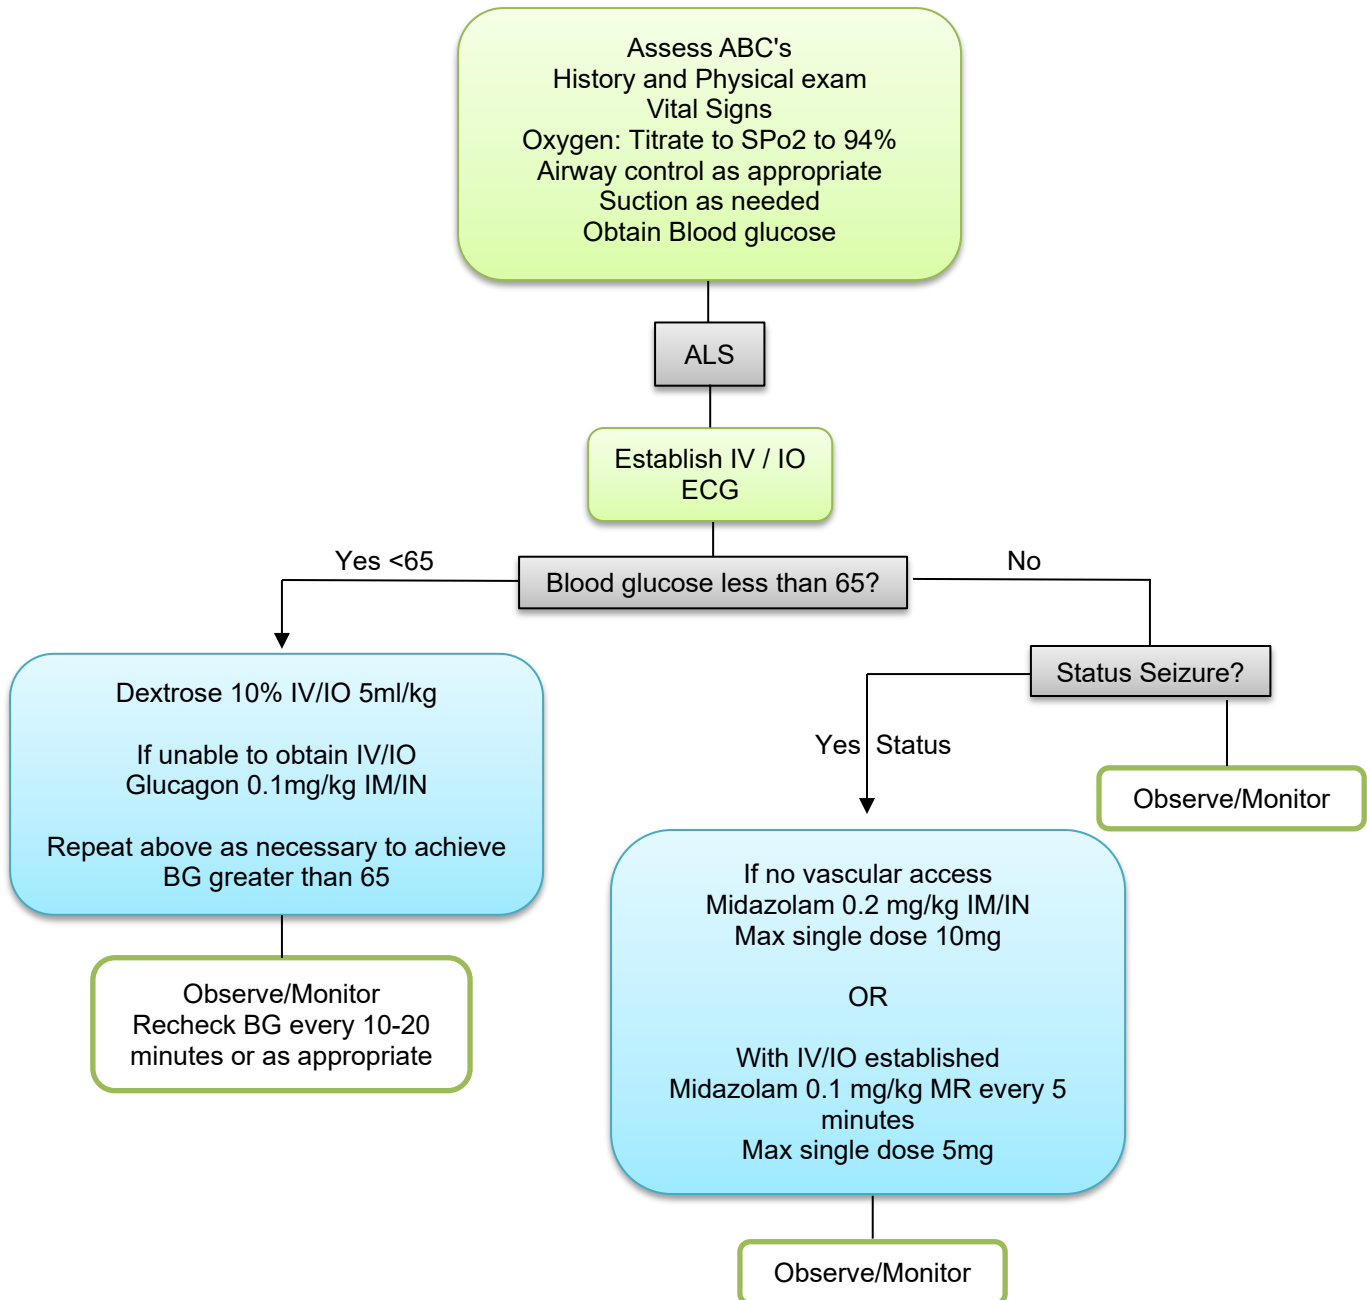 Assess ABC's
History and Physical exam
Vital Signs
Oxygen: Titrate to SPo2 to 94%
Airway control as appropriate
Suction as needed
Obtain Blood glucose
ALS
Establish IV / IO
ECG
Yes <65
Blood glucose less than 65?
No
Dextrose 10% IV/IO 5ml/kg
If unable to obtain IV/IO
Glucagon 0.1mg/kg IM/IN
Repeat above as necessary to achieve
BG greater than 65
Observe/Monitor
Recheck BG every 10-20
minutes or as appropriate
Status Seizure?
Yes Status
Observe/Monitor
If no vascular access
Midazolam 0.2 mg/kg IM/IN
Max single dose 10mg
OR
With IV/IO established
Midazolam 0.1 mg/kg MR every 5
minutes
Max single dose 5mg
Observe/Monitor